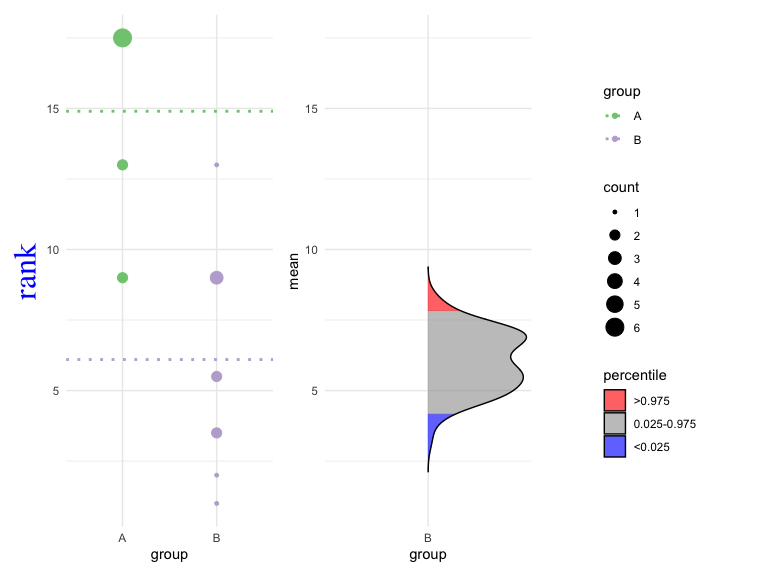 rank
15
10
5
A
B
group
mean
15
10
5
B
group
group
A
B
count
1
2
3
4
5
6
percentile
>0.975
0.025-0.975
<0.025